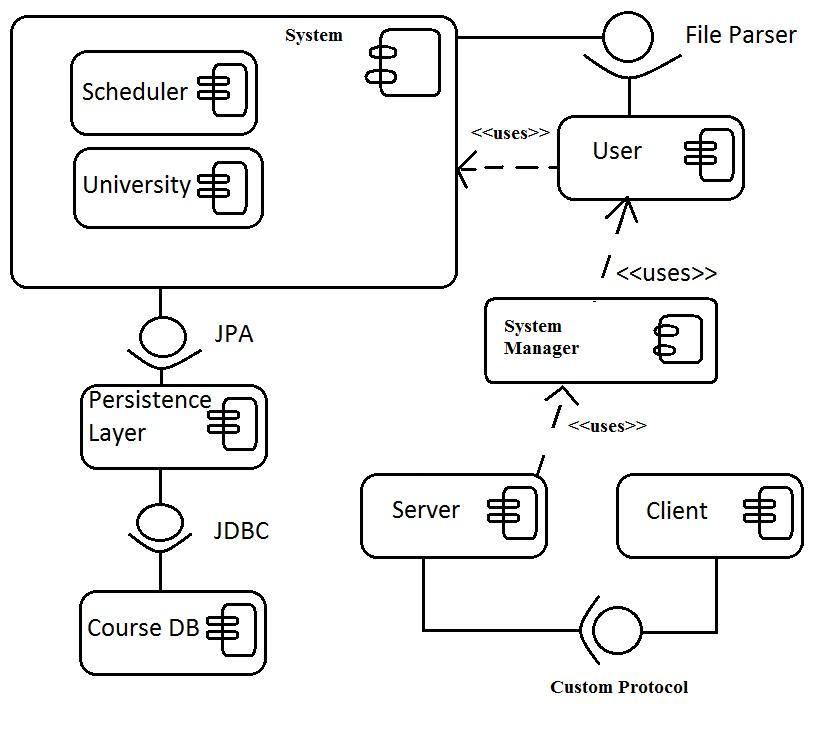 System
File Parser
Scheduler
<<uses>>
User
University
<<uses>>
JPA
System
Manager
Persistence
Layer
<<uses>>
Server
Client
JDBC
Course DB
Custom Protocol